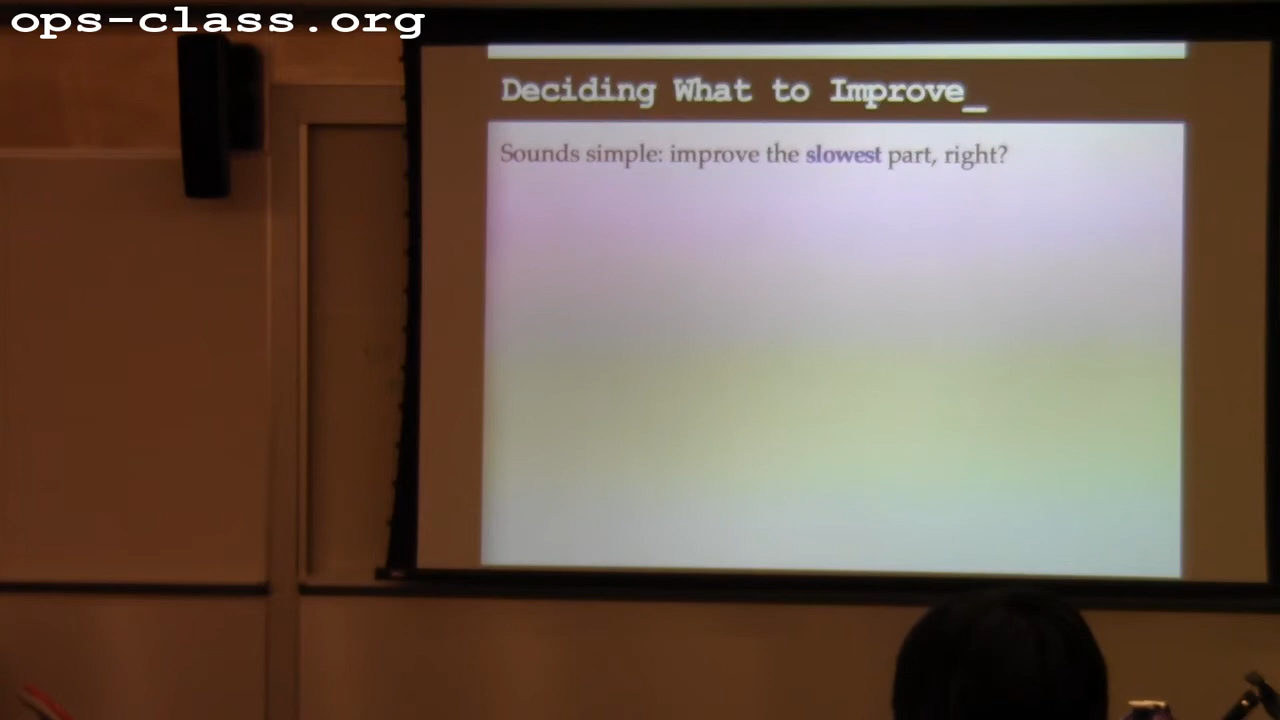 ops-class.org
Deciding What to Improve_
Sounds simple: improve the slowest part, right?